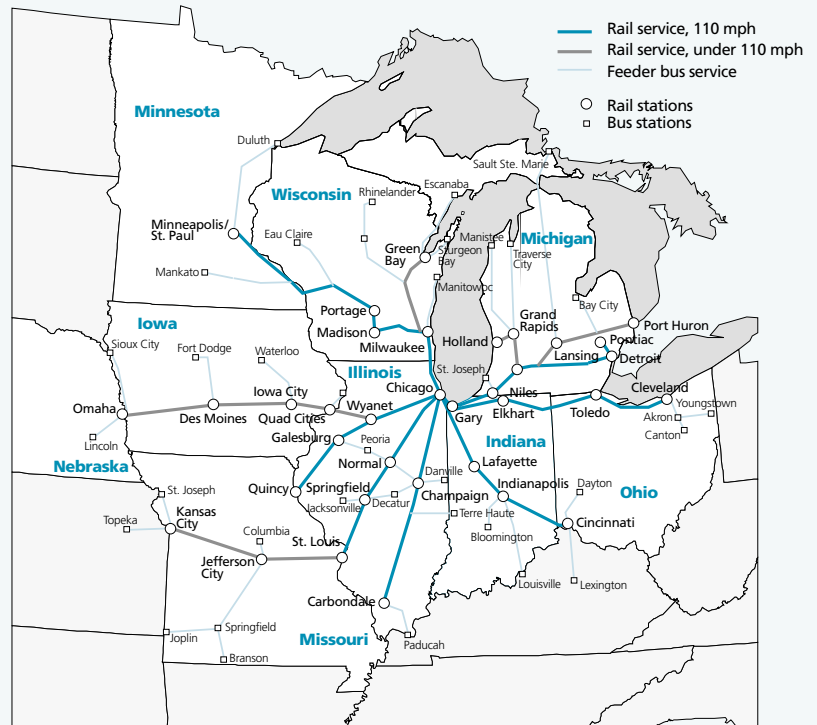 Rail service, 110 mph
Rail service, under 110 mph
Feeder bus service
Rail stations
Bus stations
Minnesota
Duluth
Sault Ste. Marie
Wisconsin
Rhinelander
Escanaba
Minneapolis/
St. Paul
Eau Claire
Green
Bay
Sturgeon
Bay
Manistee
Michigan
Traverse
City
Mankato
Manitowoc
Bay City
Portage
Madison
Milwaukee
Holland
Grand
Rapids
Port Huron
Pontiac
Lansing
Detroit
Iowa
Sioux City
Fort Dodge
Waterloo
Illinois
St. Joseph
Chicago
Niles
Cleveland
Iowa City
Wyanet
Omaha
Des Moines
Quad Cities
Gary
Elkhart
Toledo
Youngstown
Akron
Canton
Lincoln
Galesburg
Peoria
Indiana
Nebraska
Normal
Lafayette
Danville
St. Joseph
Quincy
Springfield
Indianapolis
Dayton
Ohio
Jacksonville
Decatur
Champaign
Topeka
Kansas
City
Columbia
Terre Haute
Cincinnati
St. Louis
Bloomington
Jefferson
City
Louisville
Lexington
Carbondale
Joplin
Springfield
Missouri
Paducah
Branson